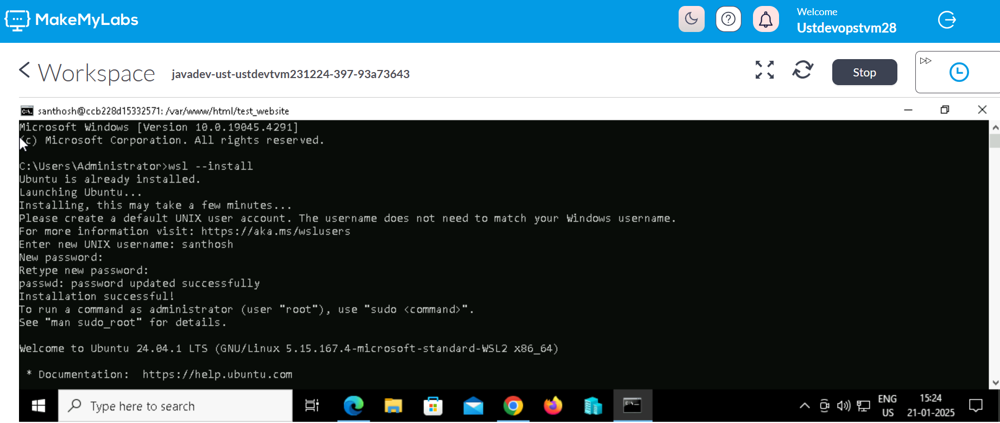 MakeMyLabs
Welcome
Ustdevopstvm28
Workspace
javadev-ust-ustdevtvm231224-397-93a73643
Stop
santhosh@ccb228d15332571: /var/www/html/test_website
Microsoft Windows [Version 10.0.19045.4291]
(c) Microsoft Corporation. All rights reserved.
C:\Users\Administrator>wsl --install
Ubuntu is already installed.
Launching Ubuntu...
Installing, this may take a few minutes...
Please create a default UNIX user account. The username does not need to match your Windows username.
For more information visit: https://aka.ms/wslusers
Enter new UNIX username: santhosh
New password:
Retype new password:
passwd: password updated successfully
Installation successful!
To run a command as administrator (user "root"), use "sudo <command>".
See "man sudo_root" for details.
Welcome to Ubuntu 24.04.1 LTS (GNU/Linux 5.15.167.4-microsoft-standard-WSL2 x86_64)
* Documentation:  https://help.ubuntu.com
Type here to search
ENG
US
15:24
21-01-2025